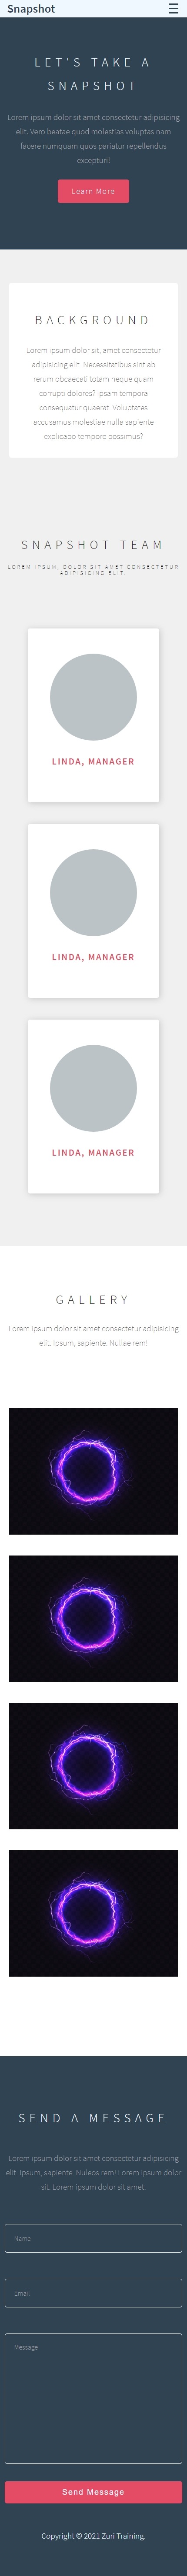 Snapshot
LET'S TAKE A
SNAPSHOT
Lorem ipsum dolor sit amet consectetur adipisicing
elit. Vero beatae quod molestias voluptas nam
facere numquam quos pariatur repellendus
excepturi!
Learn More
BACKGROUND
Lorem ipsum dolor sit, amet consectetur
adipisicing elit. Necessitatibus sint ab
rerum obcaecati totam neque quam
corrupti dolores? Ipsam tempora
consequatur quaerat. Voluptates
accusamus molestiae nulla sapiente
explicabo tempore possimus?
SNAPSHOT TEAM
LOREM IPSUM, DOLOR SIT AMET CONSECTETUR
ADIPISICING ELIT.
LINDA, MANAGER
LINDA, MANAGER
LINDA, MANAGER
GALLERY
Lorem ipsum dolor sit amet consectetur adipisicing
elit. Ipsum, sapiente. Nullae rem!
SEND A MESSAGE
Lorem ipsum dolor sit amet consectetur adipisicing
elit. Ipsum, sapiente. Nuleos rem! Lorem ipsum dolor
sit. Lorem ipsum dolor sit amet.
Name
Email
Message
Send Message
Copyright © 2021 Zuri Training.